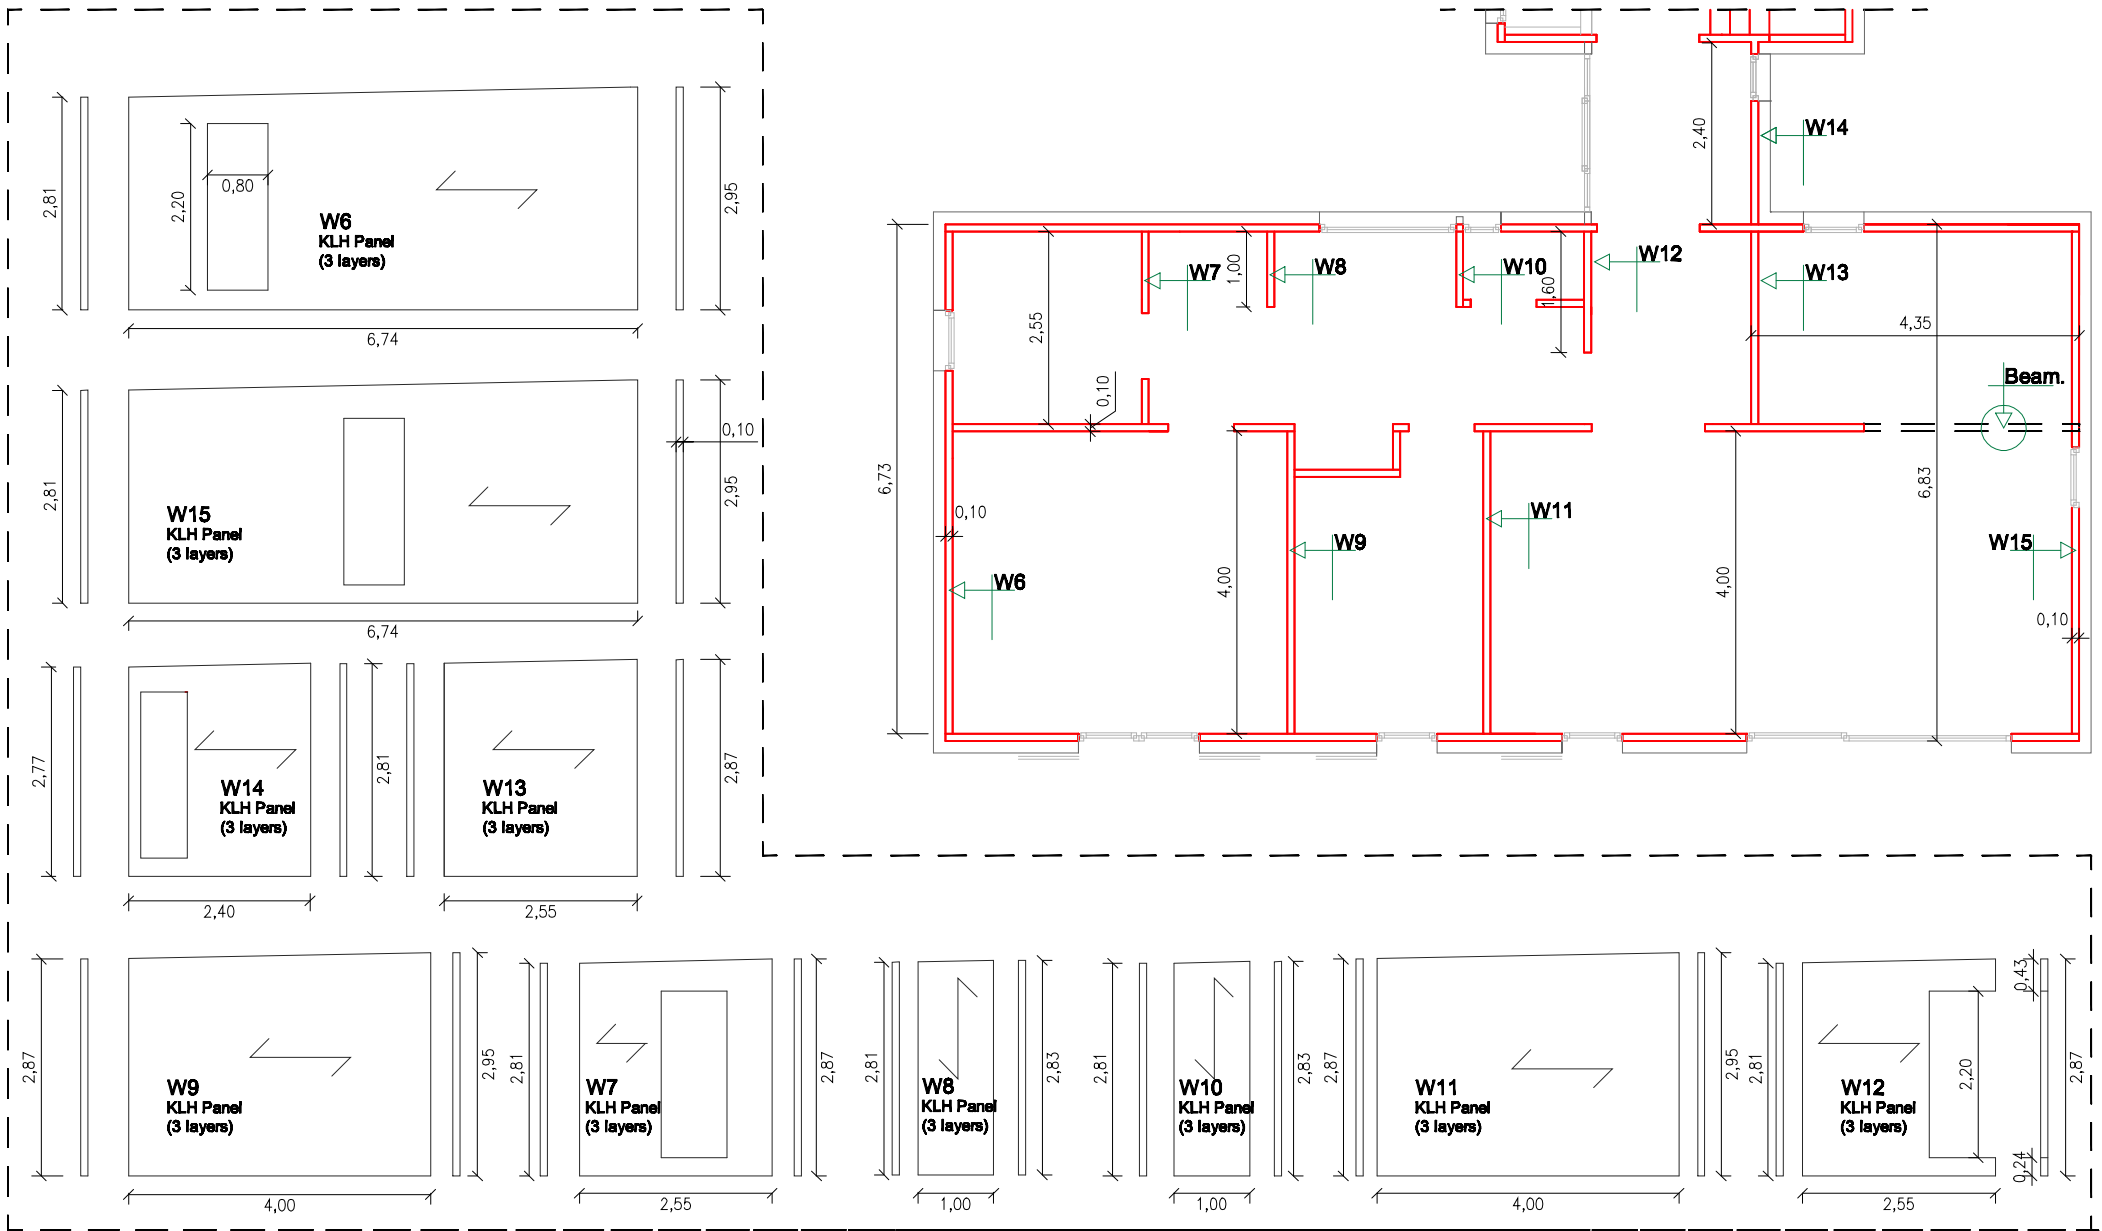 2,81
2,20
0,80
W6
KLH Panel
(3 layers)
2,95
6,74
2,81
W15
KLH Panel
(3 layers)
0,10
2,95
6,74
2,77
W14
KLH Panel
(3 layers)
2,81
W13
KLH Panel
(3 layers)
2,87
2,40
2,55
2,40
W14
W7
1,00
W8
W10
1,60
W12
W13
2,55
4,35
0,10
Beam.
6,73
0,10
W6
4,00
W9
W11
4,00
6,83
W15
0,10
2,87
W9
KLH Panel
(3 layers)
2,95
4,00
2,81
W7
KLH Panel
(3 layers)
2,87
2,55
2,81
W8
KLH Panel
(3 layers)
2,83
1,00
2,81
W10
KLH Panel
(3 layers)
2,83
1,00
2,87
W11
KLH Panel
(3 layers)
2,95
4,00
2,81
W12
KLH Panel
(3 layers)
2,20
0,43
0,24
2,87
2,55